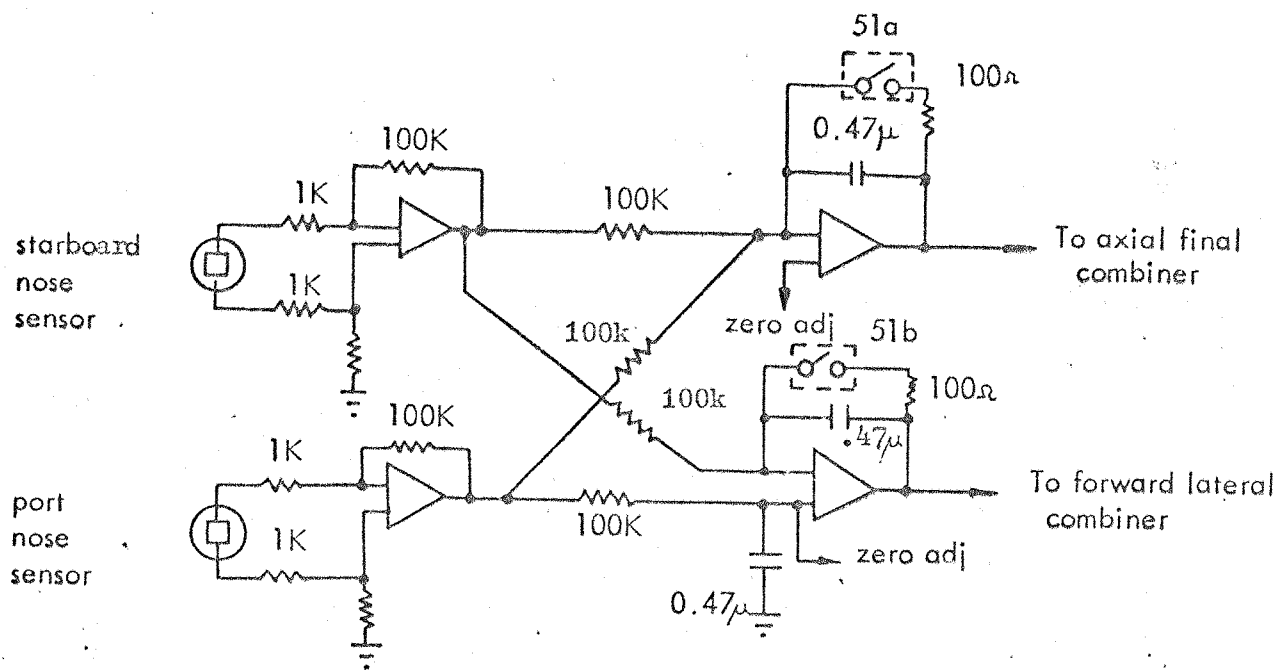 51a
100Ω
0.47μ
100K
1K
100K
starboard
nose
sensor
1K
To axial final
combiner
zero adj
51b
100k
100k
100Ω
.47μ
100K
1K
port
nose
sensor
1K
100K
To forward lateral
combiner
zero adj
0.47μ